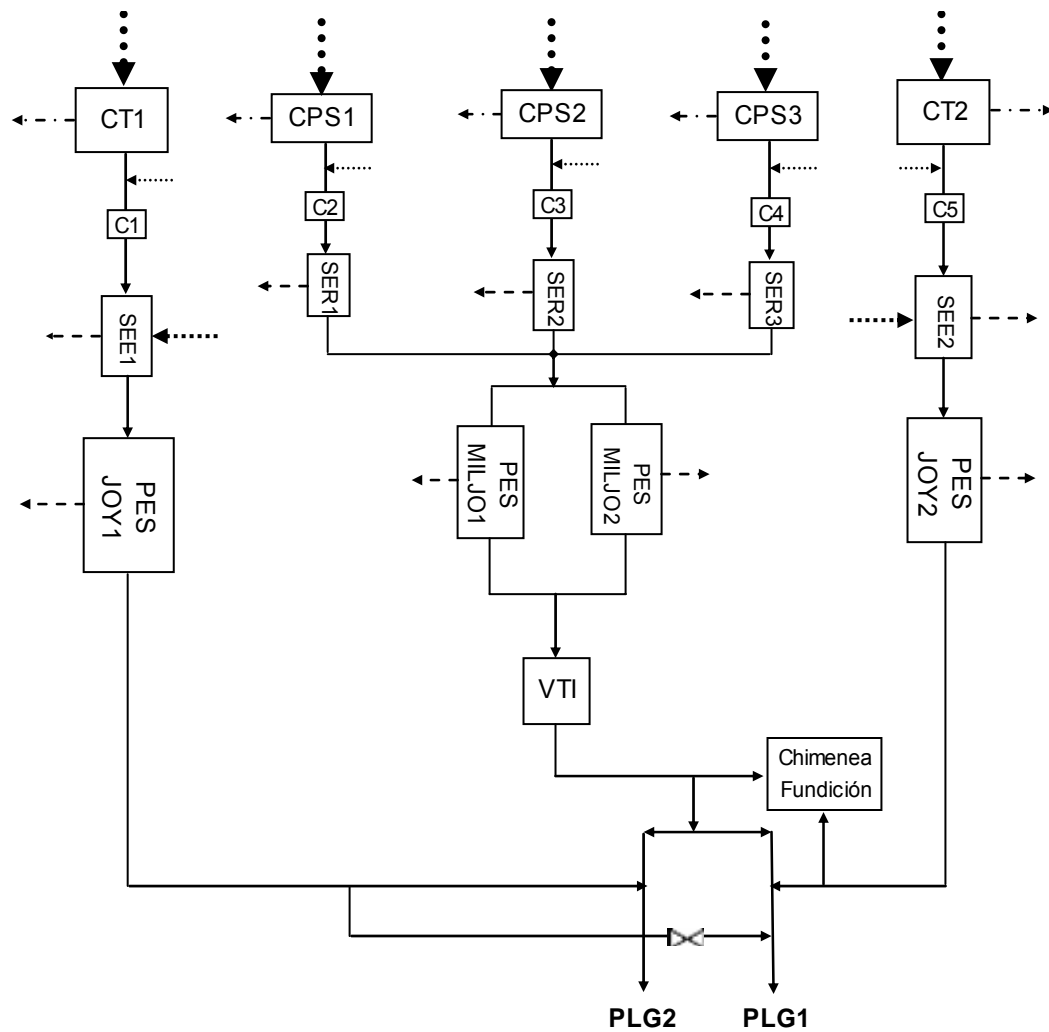 CT1
CPS1
CPS2
CPS3
CT2
C1
C2
C3
C4
C5
SEE1
SER1
SER2
SER3
SEE2
PES
JOY1
PES
MILJO1
PES
MILJO2
PES
JOY2
VTI
Chimenea
Fundición
PLG2
PLG1